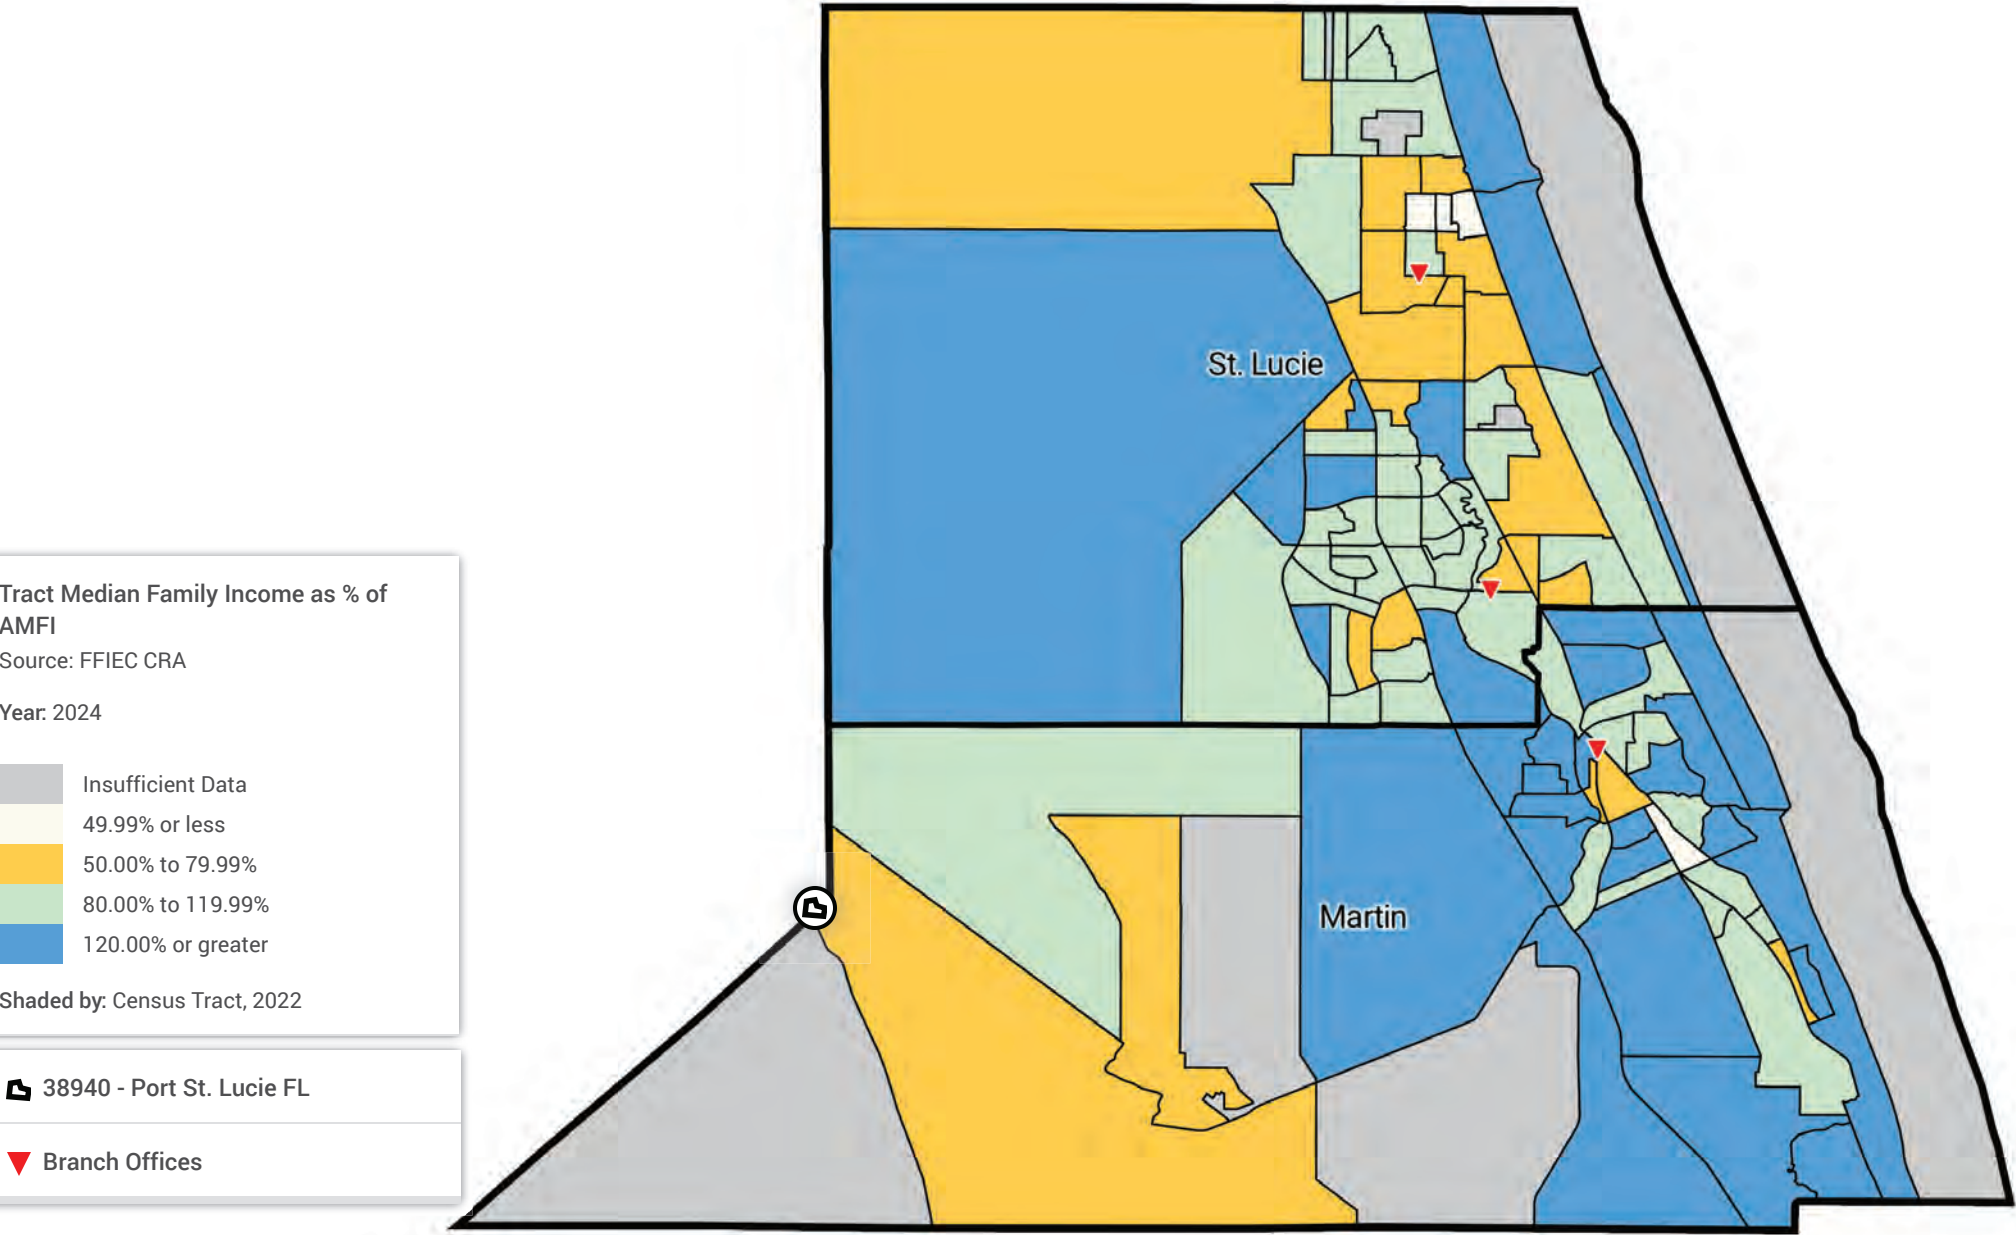 St. Lucie
Tract Median Family Income as % of
AMFI
Source: FFIEC CRA
Year: 2024
Insufficient Data
49.99% or less
50.00% to 79.99%
80.00% to 119.99%
120.00% or greater
Martin
Shaded by: Census Tract, 2022
38940 - Port St. Lucie FL
Branch Offices